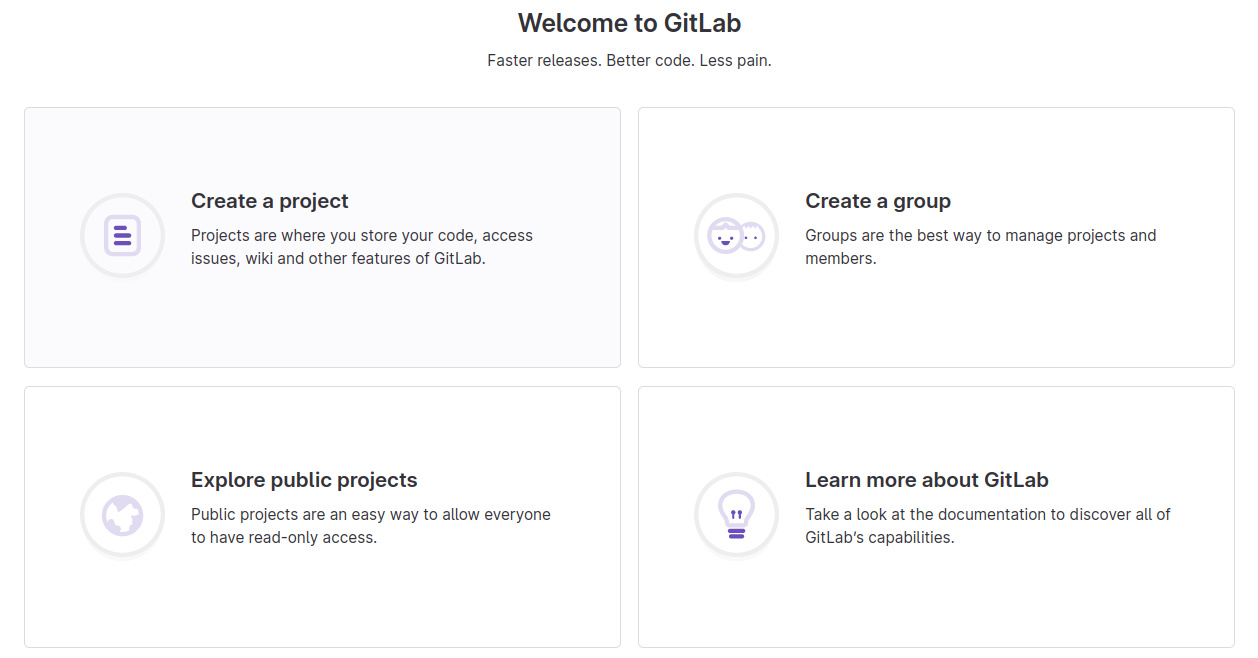 Welcome to GitLab
Faster releases. Better code. Less pain.
Create a project
Projects are where you store your code, access
issues, wiki and other features of GitLab.
Create a group
Groups are the best way to manage projects and
members.
Explore public projects
Public projects are an easy way to allow everyone
to have read-only access.
Learn more about GitLab
Take a look at the documentation to discover all of
GitLab’s capabilities.